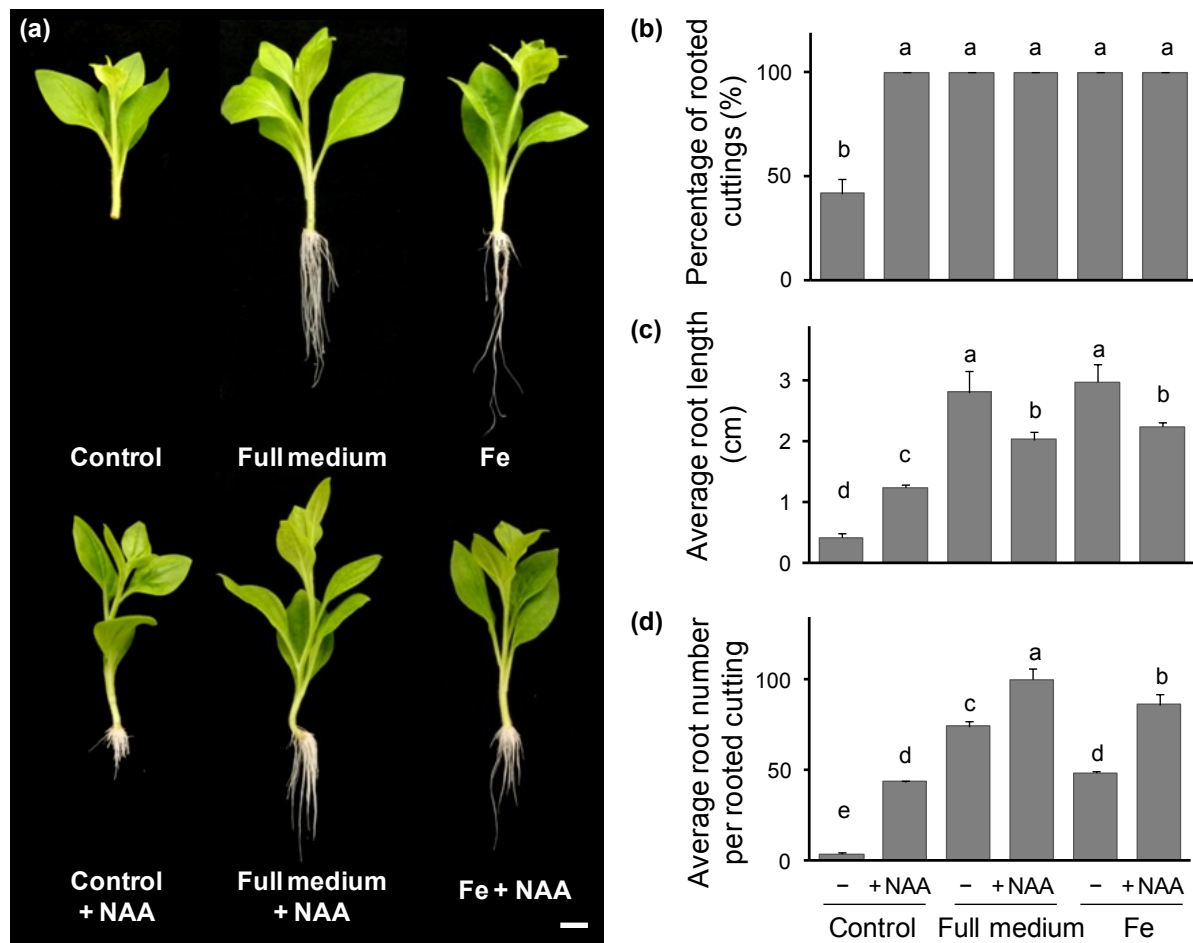 (a)
Control
Full medium
Fe
Control
+ NAA
Full medium
+ NAA
Fe + NAA
(b)
Percentage of rooted
cuttings (%)
100
50
0
b
a
a
a
a
a
(c)
Average root length
(cm)
3
2
1
0
d
c
a
b
a
b
(d)
Average root number
per rooted cutting
100
50
0
e
d
c
a
d
b
− + NAA − + NAA − + NAA
Control Full medium Fe